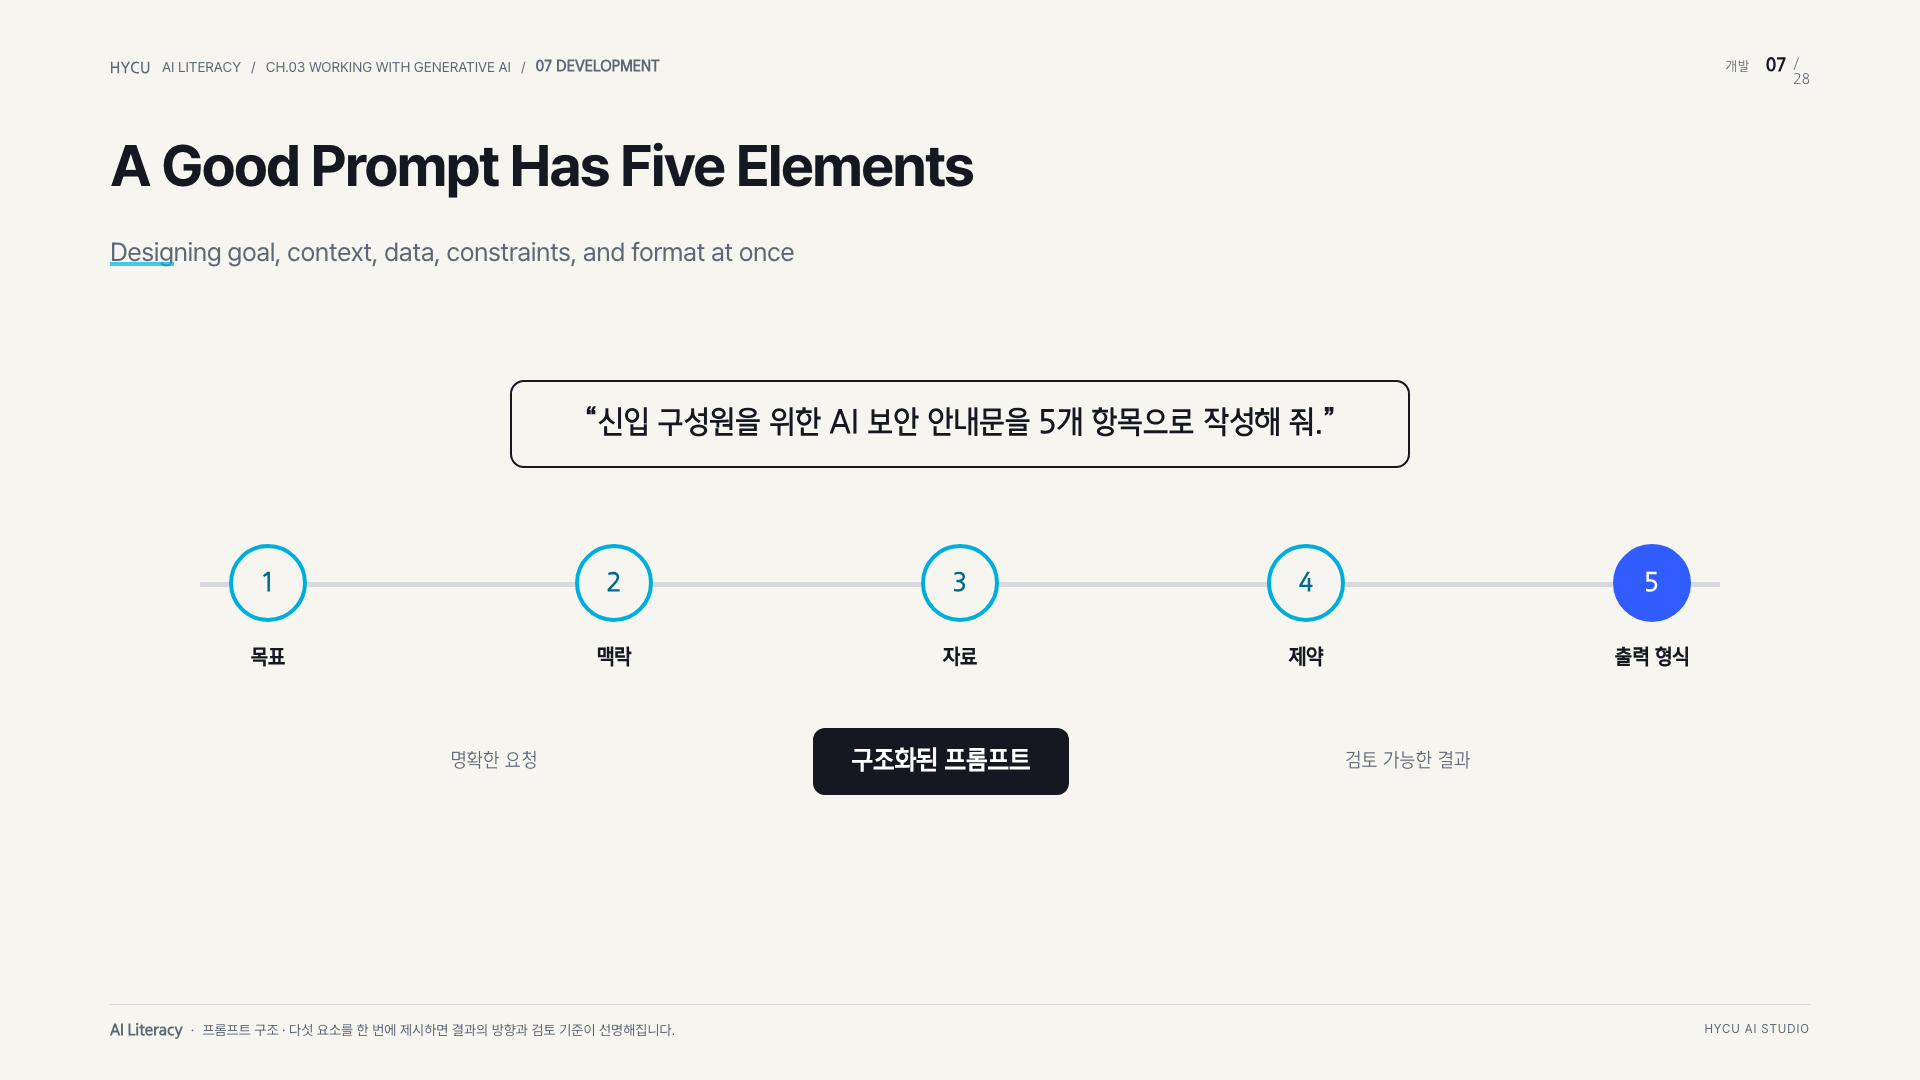 HYCU AI LITERACY / CH.03 WORKING WITH GENERATIVE AI / 07 DEVELOPMENT
개발 07 /
28
A Good Prompt Has Five Elements
Designing goal, context, data, constraints, and format at once
“신입 구성원을 위한 AI 보안 안내문을 5개 항목으로 작성해 줘.”
1 2 3 4 5
목표 맥락 자료 제약 출력 형식
명확한 요청 구조화된 프롬프트 검토 가능한 결과
AI Literacy · 프롬프트 구조 · 다섯 요소를 한 번에 제시하면 결과의 방향과 검토 기준이 선명해집니다.
HYCU AI STUDIO